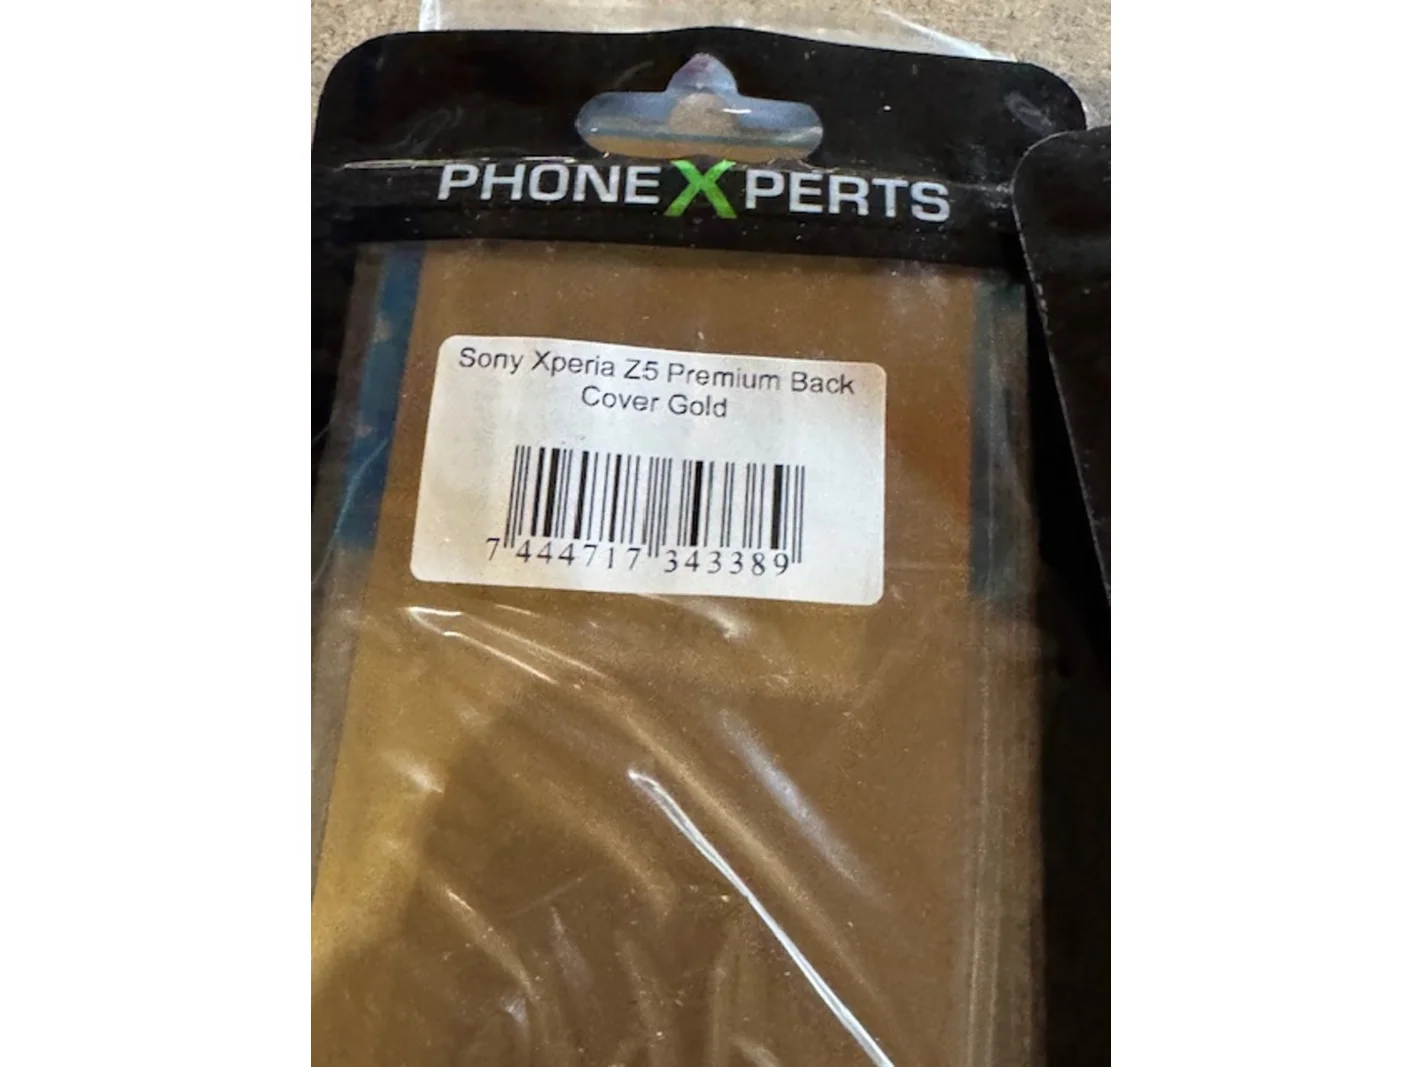 PHONEXPERTS
Sony Xperia Z5 Premium Back
Cover Gold
7 444717 343389